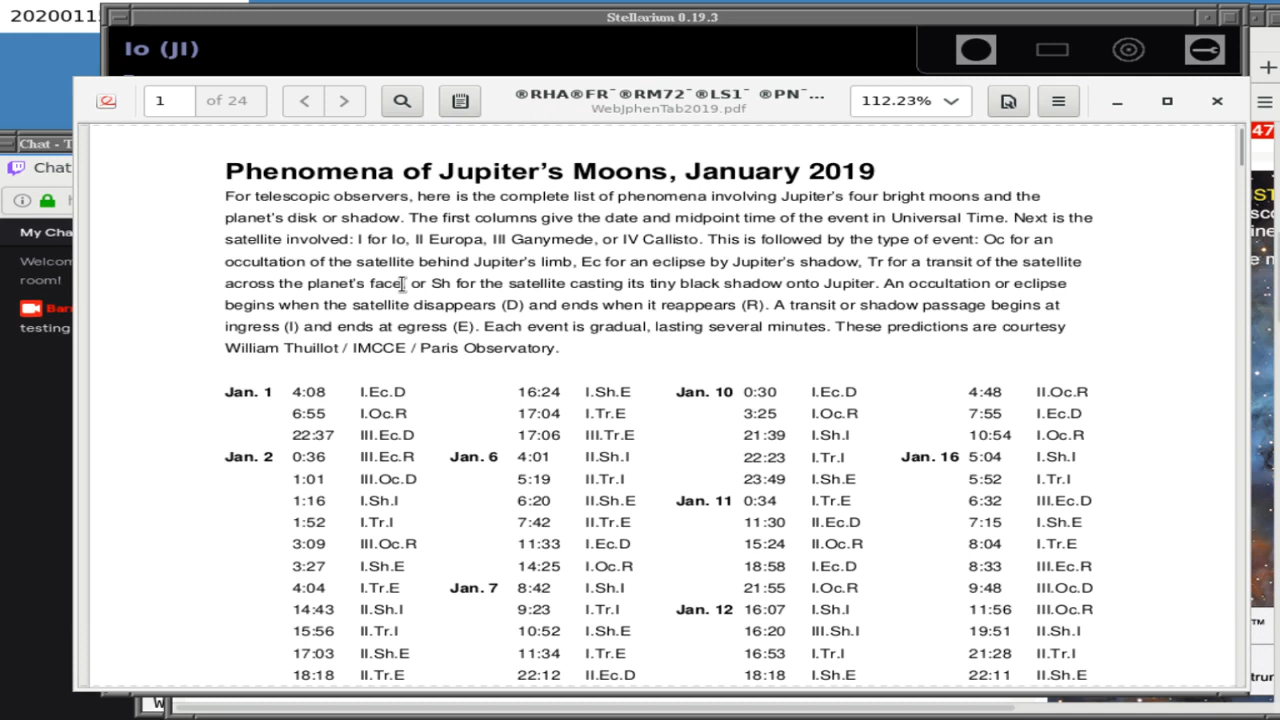 20200115
Stellarium 0.19.3
Io (JI)
1 of 24
®RHA®FR¯®RM72¯®LS1¯ ®PN¯...
WebJphenTab2019.pdf
112.23%
Chat - T
Chat
47
ST
My Cha
Welcom
room!
Bar
testing
Phenomena of Jupiter's Moons, January 2019
For telescopic observers, here is the complete list of phenomena involving Jupiter's four bright moons and the
planet's disk or shadow. The first columns give the date and midpoint time of the event in Universal Time. Next is the
satellite involved: I for Io, II Europa, III Ganymede, or IV Callisto. This is followed by the type of event: Oc for an
occultation of the satellite behind Jupiter's limb, Ec for an eclipse by Jupiter's shadow, Tr for a transit of the satellite
across the planet's face, or Sh for the satellite casting its tiny black shadow onto Jupiter. An occultation or eclipse
begins when the satellite disappears (D) and ends when it reappears (R). A transit or shadow passage begins at
ingress (I) and ends at egress (E). Each event is gradual, lasting several minutes. These predictions are courtesy
William Thuillot / IMCCE / Paris Observatory.
Jan. 1 4:08 I.Ec.D 16:24 I.Sh.E Jan. 10 0:30 I.Ec.D 4:48 II.Oc.R
6:55 I.Oc.R 17:04 I.Tr.E 3:25 I.Oc.R 7:55 I.Ec.D
22:37 III.Ec.D 17:06 III.Tr.E 21:39 I.Sh.I 10:54 I.Oc.R
Jan. 2 0:36 III.Ec.R Jan. 6 4:01 II.Sh.I 22:23 I.Tr.I Jan. 16 5:04 I.Sh.I
1:01 III.Oc.D 5:19 II.Tr.I 23:49 I.Sh.E 5:52 I.Tr.I
1:16 I.Sh.I 6:20 II.Sh.E Jan. 11 0:34 I.Tr.E 6:32 III.Ec.D
1:52 I.Tr.I 7:42 II.Tr.E 11:30 II.Ec.D 7:15 I.Sh.E
3:09 III.Oc.R 11:33 I.Ec.D 15:24 II.Oc.R 8:04 I.Tr.E
3:27 I.Sh.E 14:25 I.Oc.R 18:58 I.Ec.D 8:33 III.Ec.R
4:04 I.Tr.E Jan. 7 8:42 I.Sh.I 21:55 I.Oc.R 9:48 III.Oc.D
14:43 II.Sh.I 9:23 I.Tr.I Jan. 12 16:07 I.Sh.I 11:56 III.Oc.R
15:56 II.Tr.I 10:52 I.Sh.E 16:20 III.Sh.I 19:51 II.Sh.I
17:03 II.Sh.E 11:34 I.Tr.E 16:53 I.Tr.I 21:28 II.Tr.I
18:18 II.Tr.E 22:12 II.Ec.D 18:18 I.Sh.E 22:11 II.Sh.E